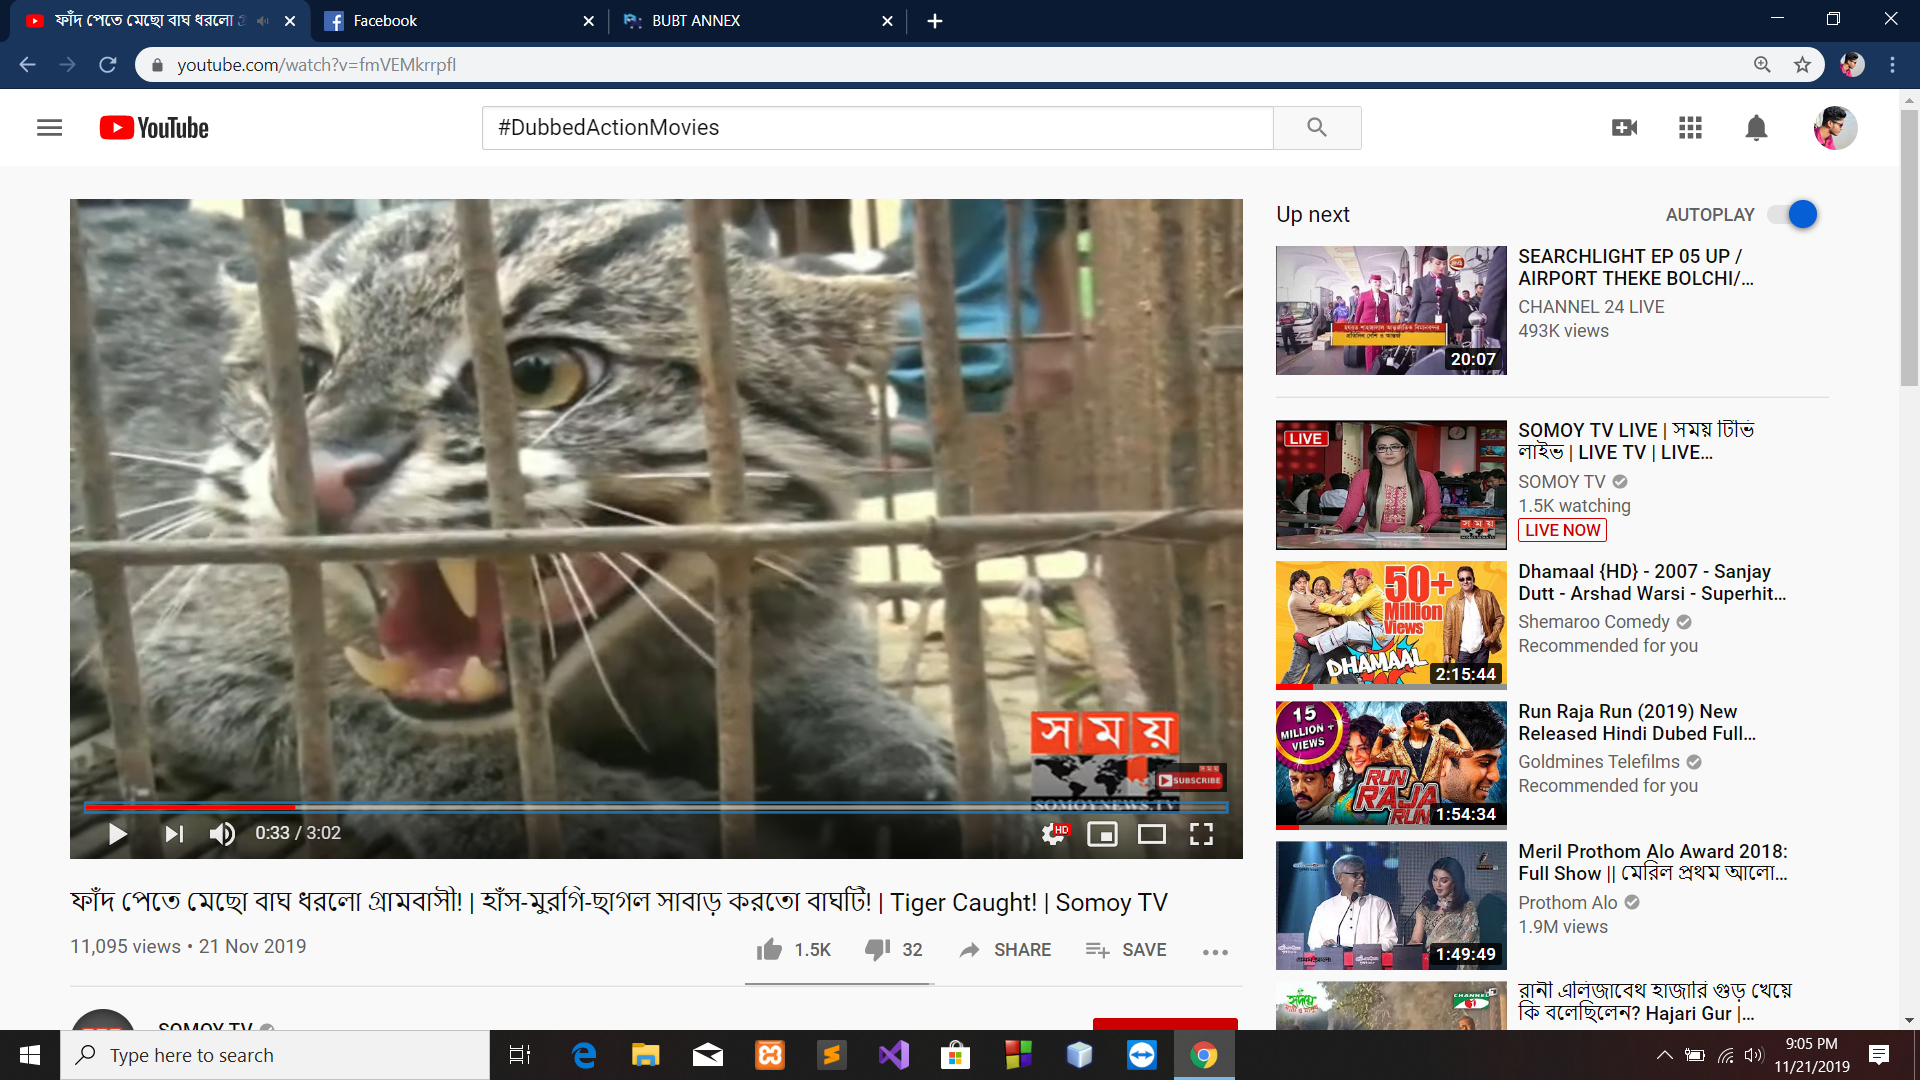 ফাঁদ পেতে মেছো বাঘ ধরলো
Facebook
BUBT ANNEX
youtube.com/watch?v=fmVEMkrrpfI
YouTube
#DubbedActionMovies
সময়
SUBSCRIBE
SOMOYNEWS.TV
0:33 / 3:02
HD
ফাঁদ পেতে মেছো বাঘ ধরলো গ্রামবাসী! | হাঁস-মুরগি-ছাগল সাবাড় করতো বাঘটি! | Tiger Caught! | Somoy TV
11,095 views • 21 Nov 2019
1.5K
32
SHARE
SAVE
SOMOY TV
Up next
AUTOPLAY
20:07
SEARCHLIGHT EP 05 UP /
AIRPORT THEKE BOLCHI/...
CHANNEL 24 LIVE
493K views
LIVE
সময়
SOMOY TV LIVE | সময় টিভি
লাইভ | LIVE TV | LIVE...
SOMOY TV
1.5K watching
LIVE NOW
50+
Million
Views
DHAMAAL
2:15:44
Dhamaal {HD} - 2007 - Sanjay
Dutt - Arshad Warsi - Superhit...
Shemaroo Comedy
Recommended for you
15
MILLION +
VIEWS
RUN
RAJA
RUN
1:54:34
Run Raja Run (2019) New
Released Hindi Dubed Full...
Goldmines Telefilms
Recommended for you
1:49:49
Meril Prothom Alo Award 2018:
Full Show || মেরিল প্রথম আলো...
Prothom Alo
1.9M views
CHANNEL
রানী এলিজাবেথ হাজারি গুড় খেয়ে
কি বলেছিলেন? Hajari Gur |...
Type here to search
9:05 PM
11/21/2019